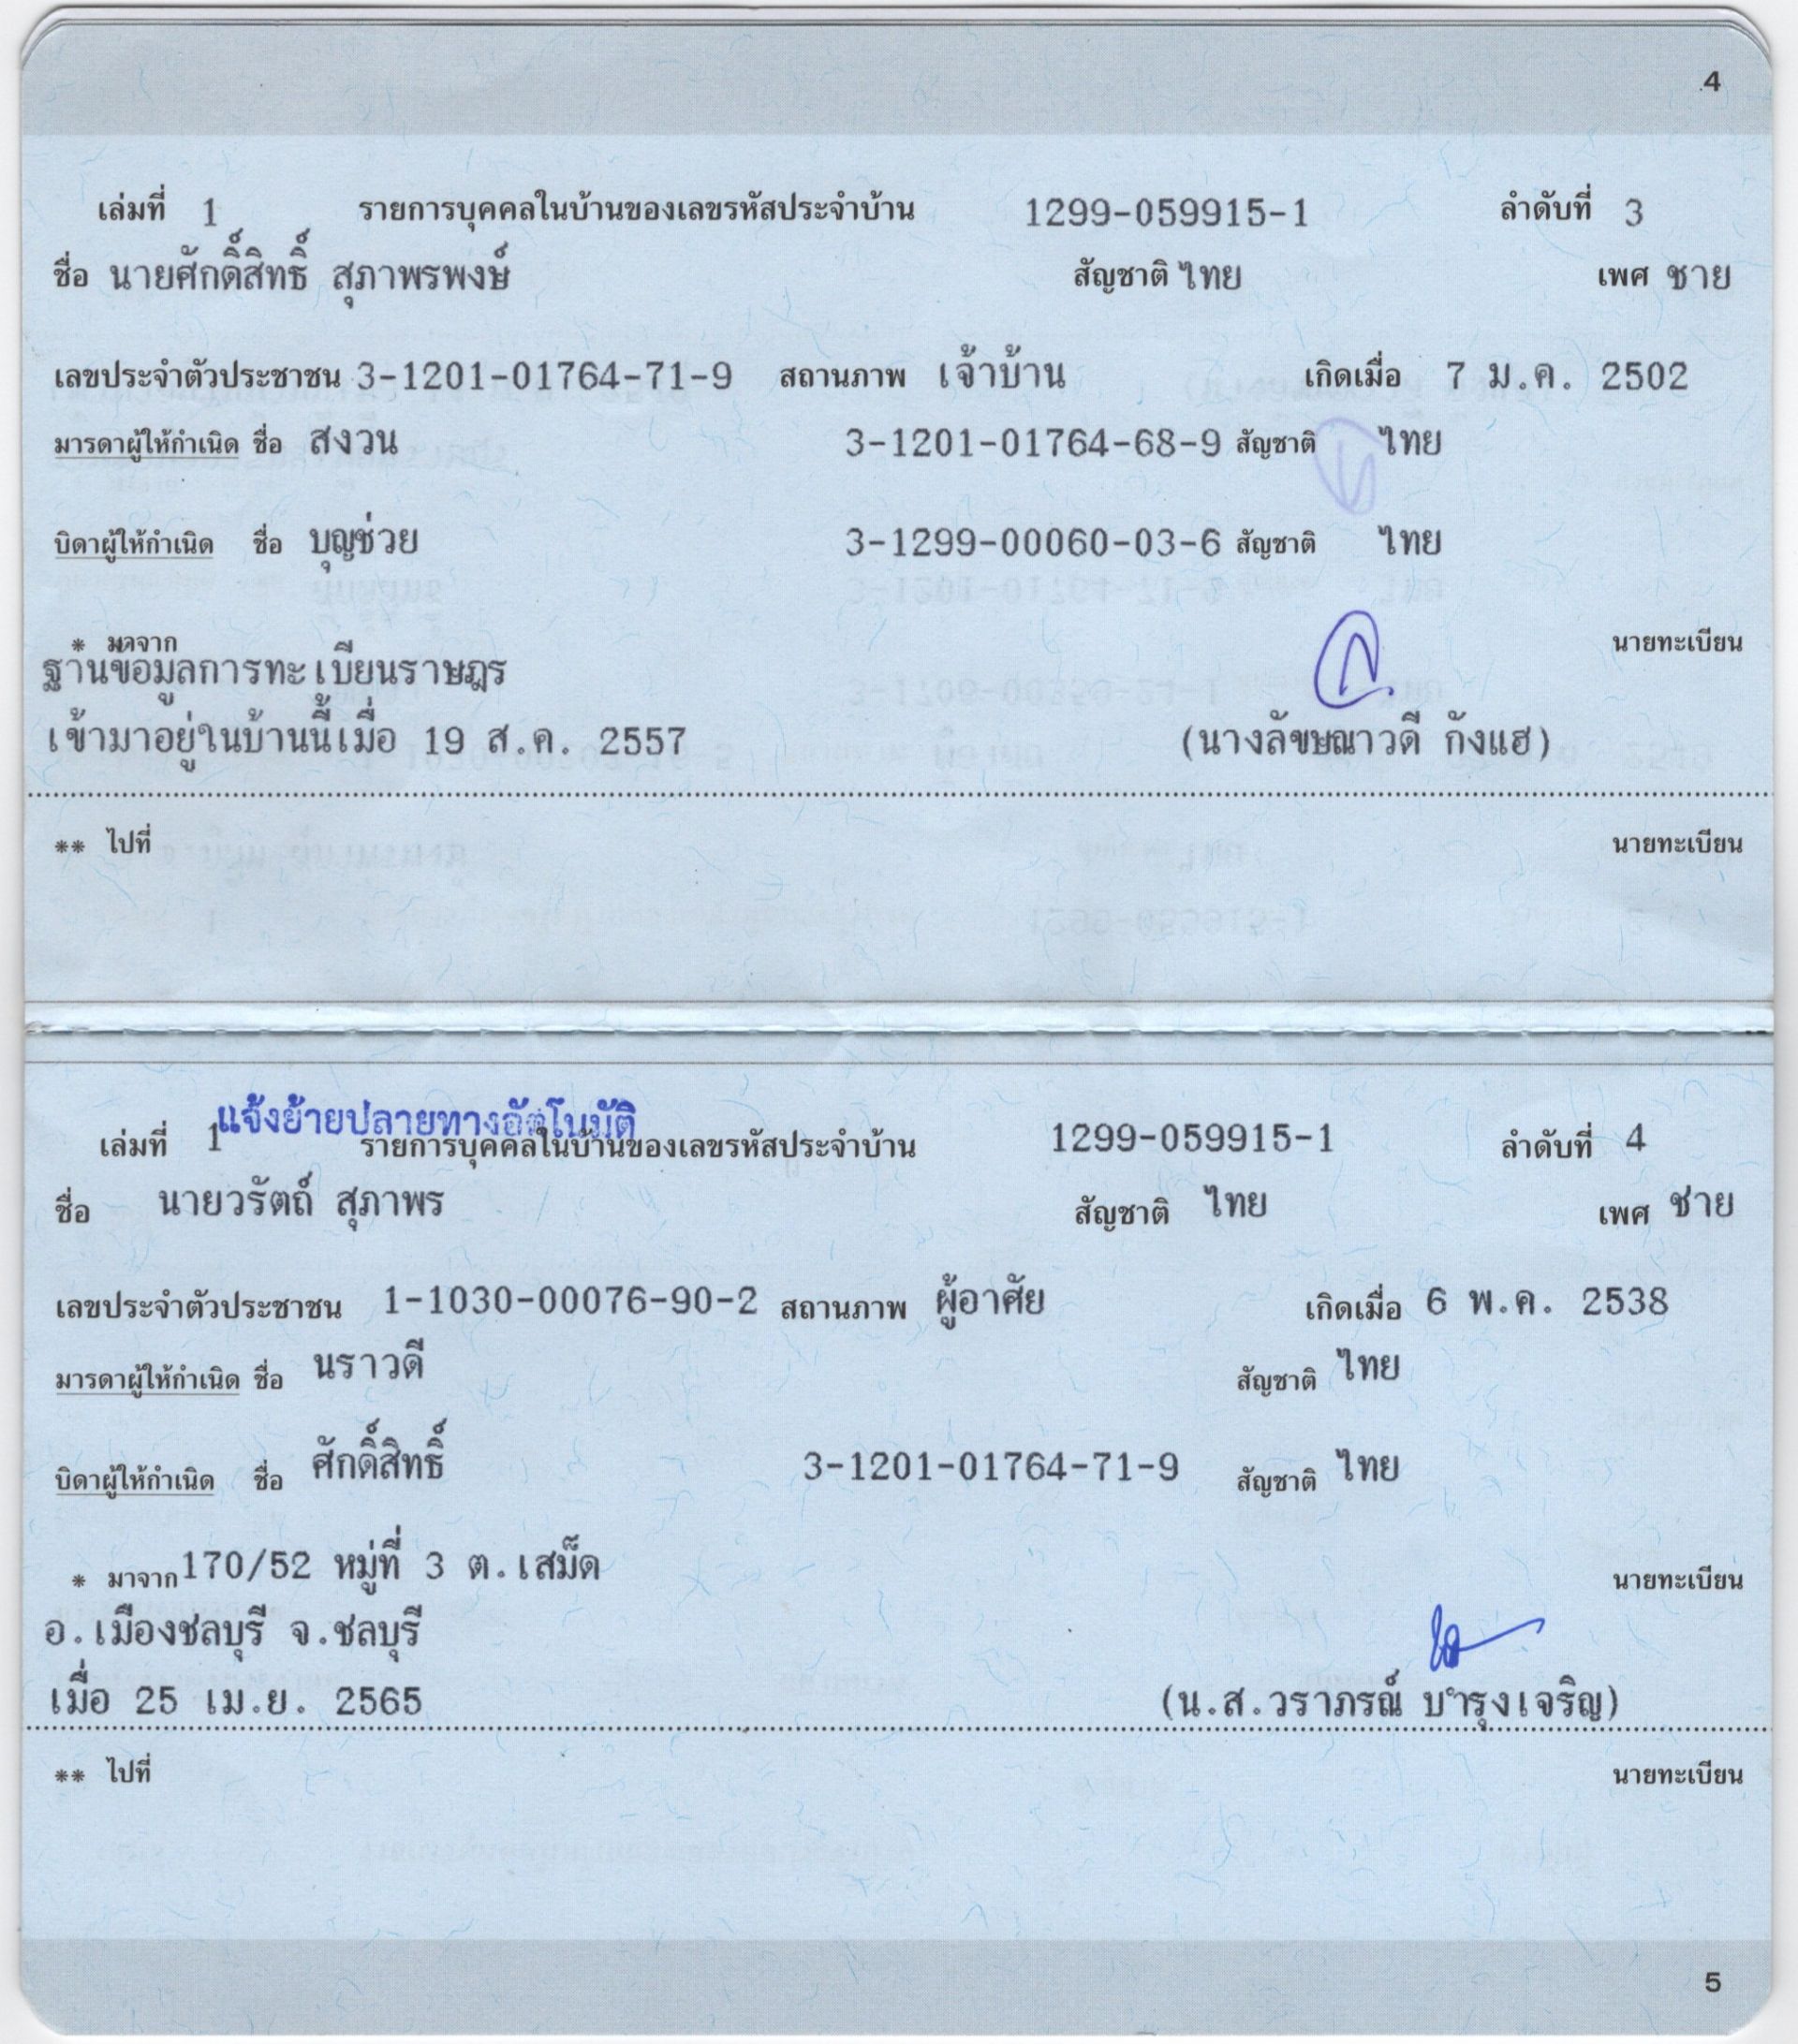 4
เล่มที่ 1 รายการบุคคลในบ้านของเลขรหัสประจำบ้าน 1299-059915-1 ลำดับที่ 3
ชื่อ นายศักดิ์สิทธิ์ สุภาพรพงษ์ สัญชาติ ไทย เพศ ชาย
เลขประจำตัวประชาชน 3-1201-01764-71-9 สถานภาพ เจ้าบ้าน เกิดเมื่อ 7 ม.ค. 2502
มารดาผู้ให้กำเนิด ชื่อ สงวน 3-1201-01764-68-9 สัญชาติ ไทย
บิดาผู้ให้กำเนิด ชื่อ บุญช่วย 3-1299-00060-03-6 สัญชาติ ไทย
* มาจาก นายทะเบียน
ฐานข้อมูลการทะเบียนราษฎร
เข้ามาอยู่ในบ้านนี้เมื่อ 19 ส.ค. 2557 (นางลัขษณาวดี กังแฮ)
** ไปที่ นายทะเบียน
แจ้งย้ายปลายทางอัตโนมัติ
เล่มที่ 1 รายการบุคคลในบ้านของเลขรหัสประจำบ้าน 1299-059915-1 ลำดับที่ 4
ชื่อ นายวรัตถ์ สุภาพร สัญชาติ ไทย เพศ ชาย
เลขประจำตัวประชาชน 1-1030-00076-90-2 สถานภาพ ผู้อาศัย เกิดเมื่อ 6 พ.ค. 2538
มารดาผู้ให้กำเนิด ชื่อ นราวดี สัญชาติ ไทย
บิดาผู้ให้กำเนิด ชื่อ ศักดิ์สิทธิ์ 3-1201-01764-71-9 สัญชาติ ไทย
* มาจาก 170/52 หมู่ที่ 3 ต.เสม็ด นายทะเบียน
อ.เมืองชลบุรี จ.ชลบุรี
เมื่อ 25 เม.ย. 2565 (น.ส.วราภรณ์ บำรุงเจริญ)
** ไปที่ นายทะเบียน
5